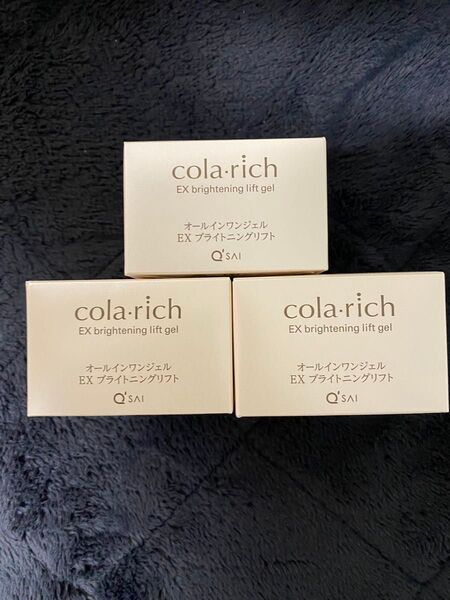 cola·rich
EX brightening lift gel
オールインワンジェル
EX ブライトニングリフト
Q'SAI
cola·rich
EX brightening lift gel
オールインワンジェル
EX ブライトニングリフト
Q'SAI
cola·rich
EX brightening lift gel
オールインワンジェル
EX ブライトニングリフト
Q'SAI